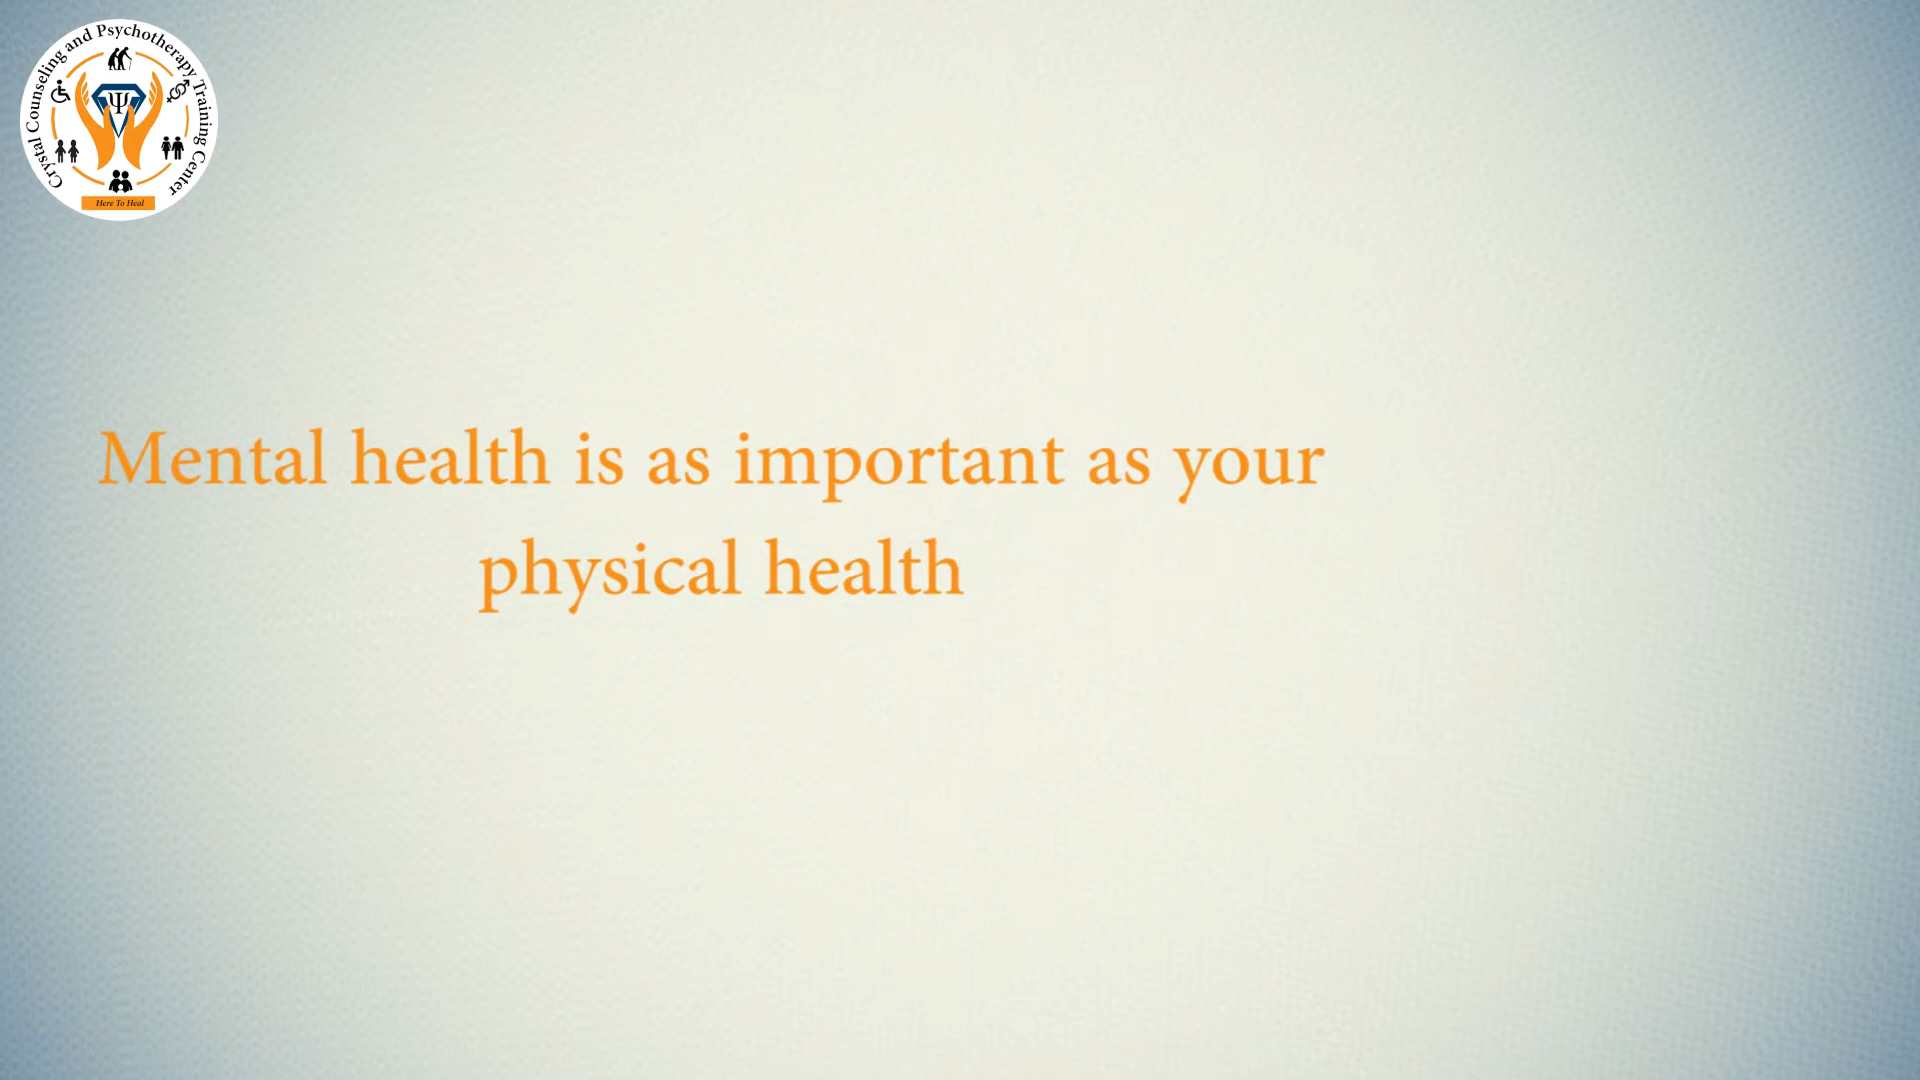 Crystal Counseling and Psychotherapy Training Center
Ψ
Here To Heal
Mental health is as important as your
physical health